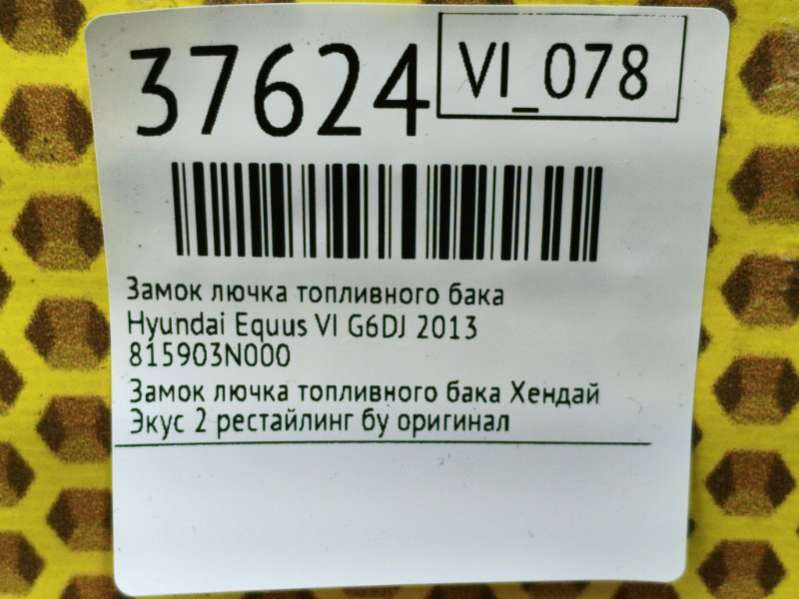 37624
VI_078
Замок лючка топливного бака
Hyundai Equus VI G6DJ 2013
815903N000
Замок лючка топливного бака Хендай
Экус 2 рестайлинг бу оригинал